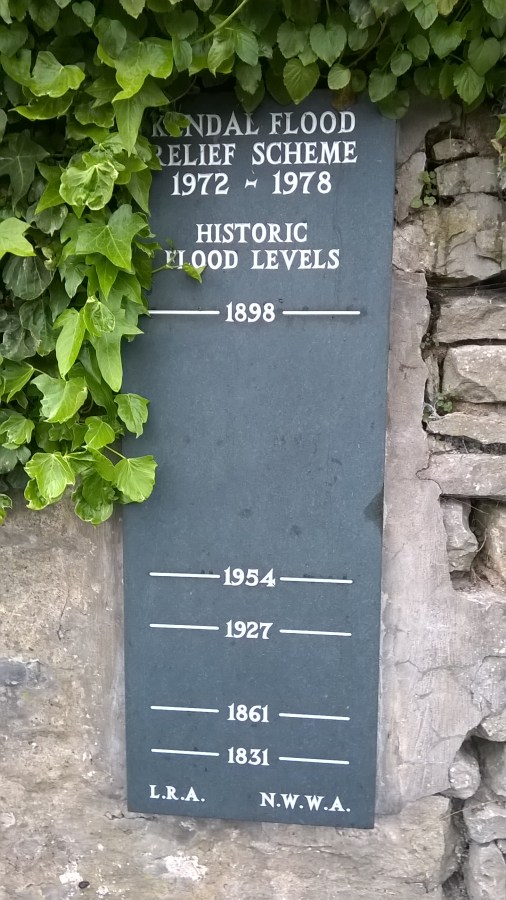 KENDAL FLOOD
RELIEF SCHEME
1972 - 1978
HISTORIC
FLOOD LEVELS
1898
1954
1927
1861
1831
L.R.A. N.W.W.A.